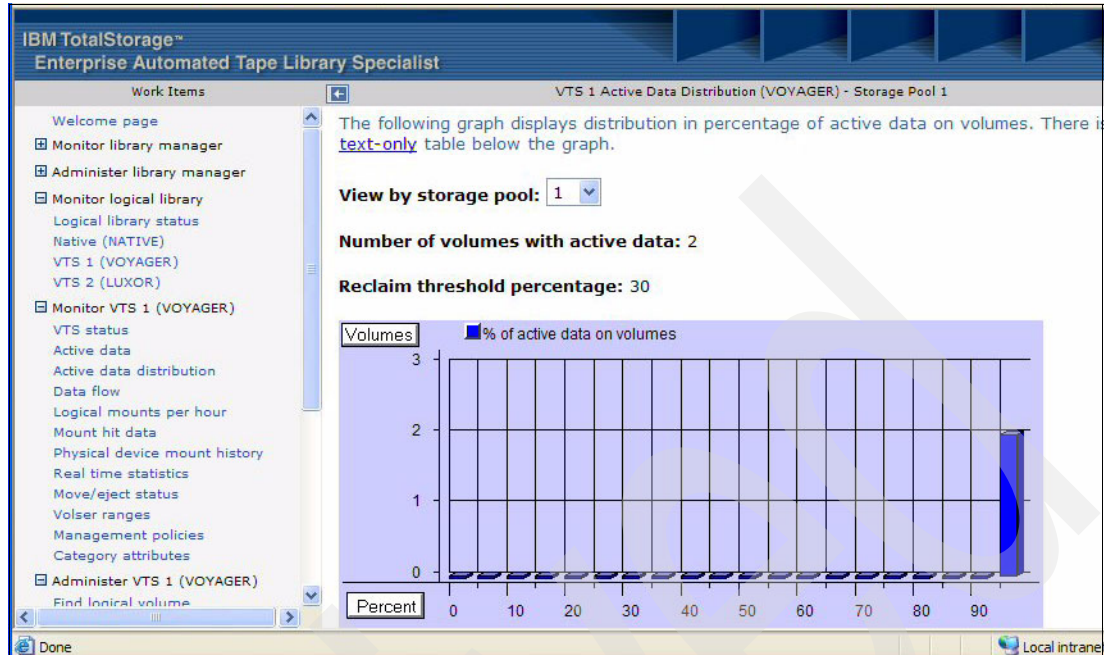 IBM TotalStorage™
Enterprise Automated Tape Library Specialist
Work Items
VTS 1 Active Data Distribution (VOYAGER) - Storage Pool 1
Welcome page
Monitor library manager
Administer library manager
Monitor logical library
Logical library status
Native (NATIVE)
VTS 1 (VOYAGER)
VTS 2 (LUXOR)
Monitor VTS 1 (VOYAGER)
VTS status
Active data
Active data distribution
Data flow
Logical mounts per hour
Mount hit data
Physical device mount history
Real time statistics
Move/eject status
Volser ranges
Management policies
Category attributes
Administer VTS 1 (VOYAGER)
Find logical volume
The following graph displays distribution in percentage of active data on volumes. There is
text-only table below the graph.
View by storage pool: 1
Number of volumes with active data: 2
Reclaim threshold percentage: 30
Volumes
% of active data on volumes
3
2
1
0
Percent
0 10 20 30 40 50 60 70 80 90
Done
Local intranet